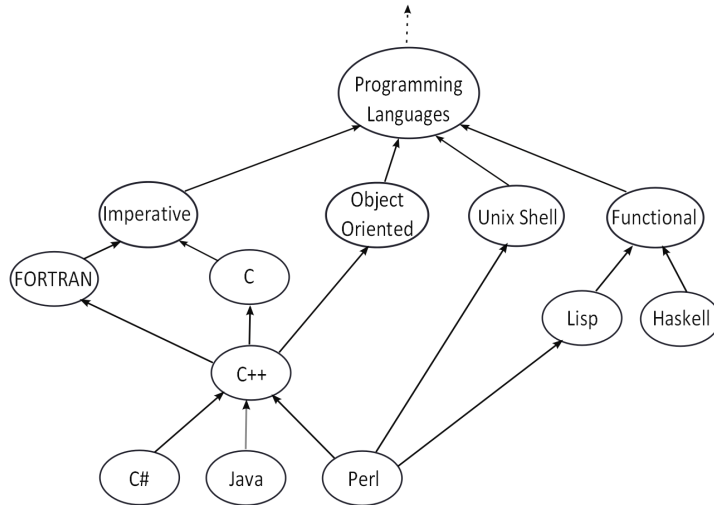 Programming
Languages
Imperative
Object
Oriented
Unix Shell
Functional
FORTRAN
C
Lisp
Haskell
C++
C#
Java
Perl